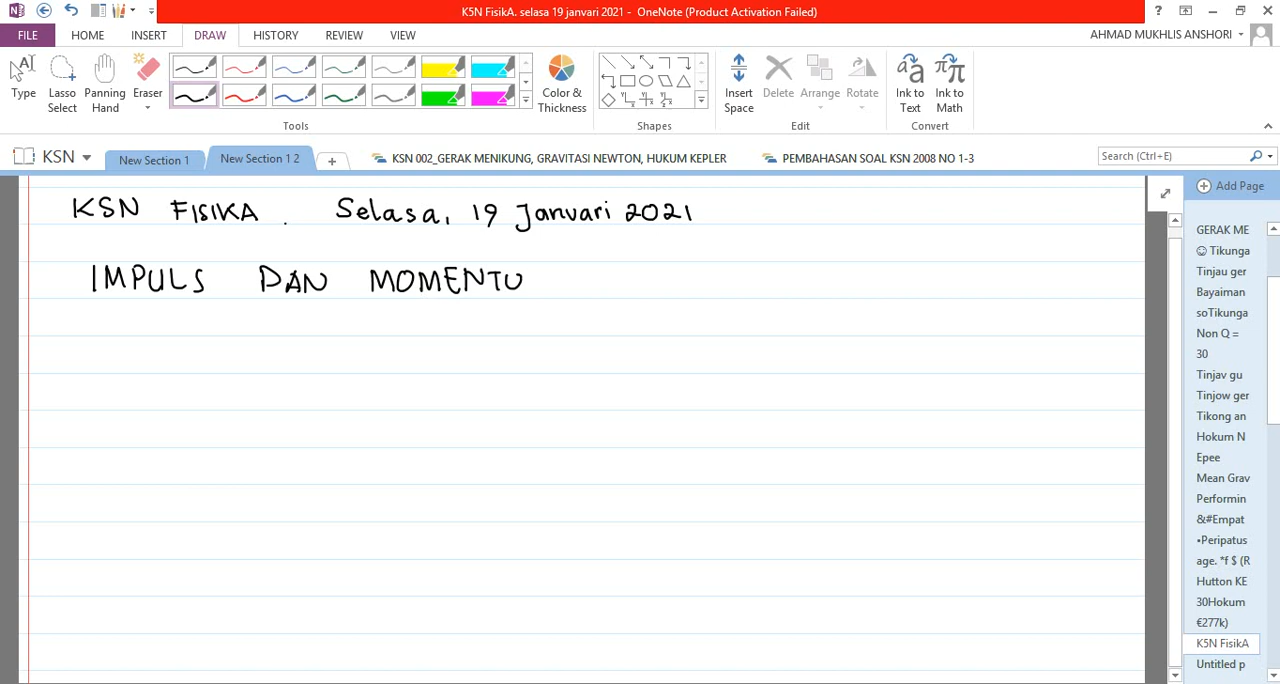 K5N FisikA. selasa 19 janvari 2021 - OneNote (Product Activation Failed)
FILE HOME INSERT DRAW HISTORY REVIEW VIEW
AHMAD MUKHLIS ANSHORI
Type
Lasso Select
Panning Hand
Eraser
Color & Thickness
Insert Space
Delete
Arrange
Rotate
Ink to Text
Ink to Math
Tools
Shapes
Edit
Convert
KSN
New Section 1
New Section 1 2
KSN 002_GERAK MENIKUNG, GRAVITASI NEWTON, HUKUM KEPLER
PEMBAHASAN SOAL KSN 2008 NO 1-3
Search (Ctrl+E)
KSN FISIKA. Selasa, 19 Janvari 2021
IMPULS DAN MOMENTU
Add Page
GERAK ME
☺ Tikunga
Tinjau ger
Bayaiman
soTikunga
Non Q =
30
Tinjav gu
Tinjow ger
Tikong an
Hokum N
Epee
Mean Grav
Performin
&#Empat
•Peripatus
age. *f $ (R
Hutton KE
30Hokum
€277k)
K5N FisikA
Untitled p